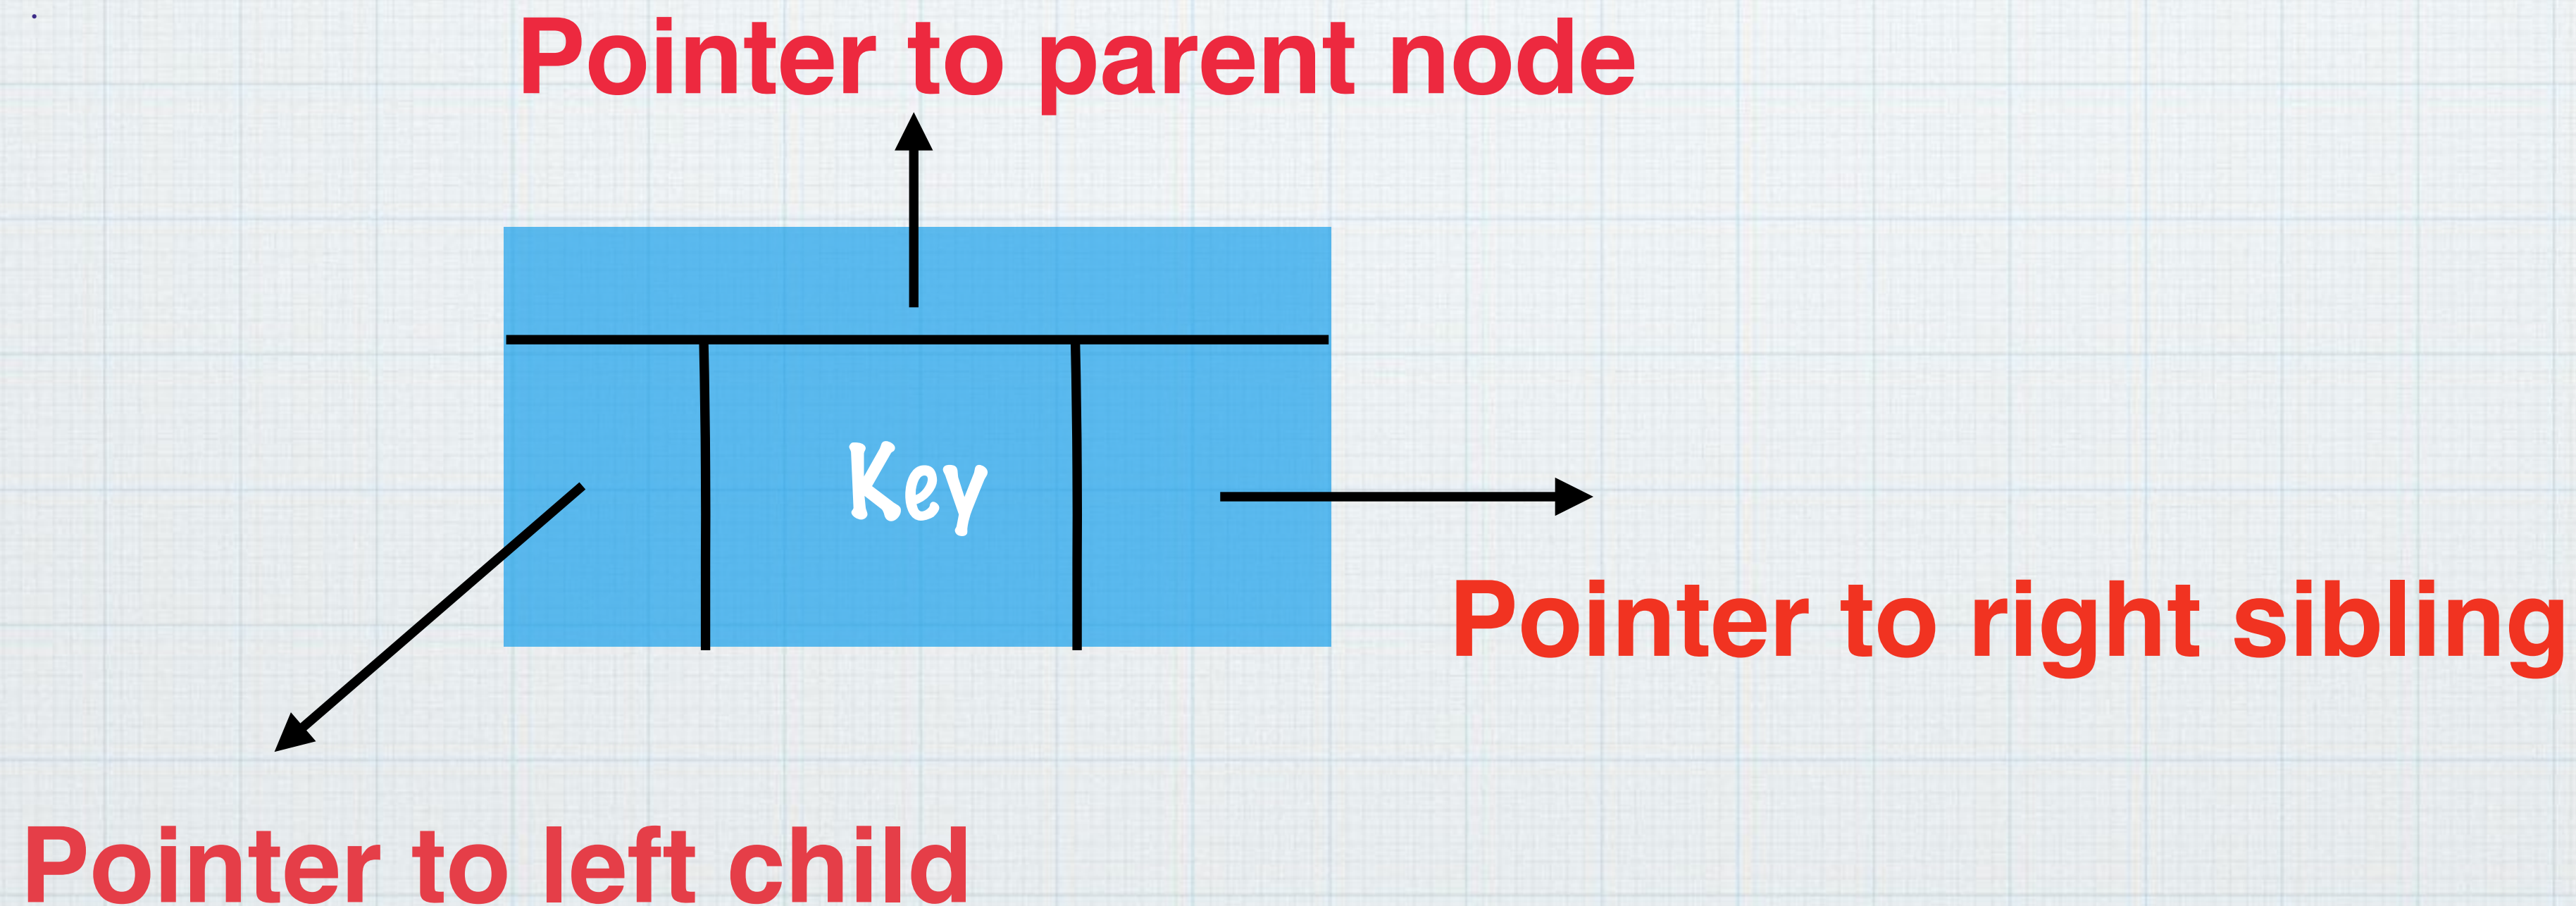 Pointer to parent node
Key
Pointer to right sibling
Pointer to left child